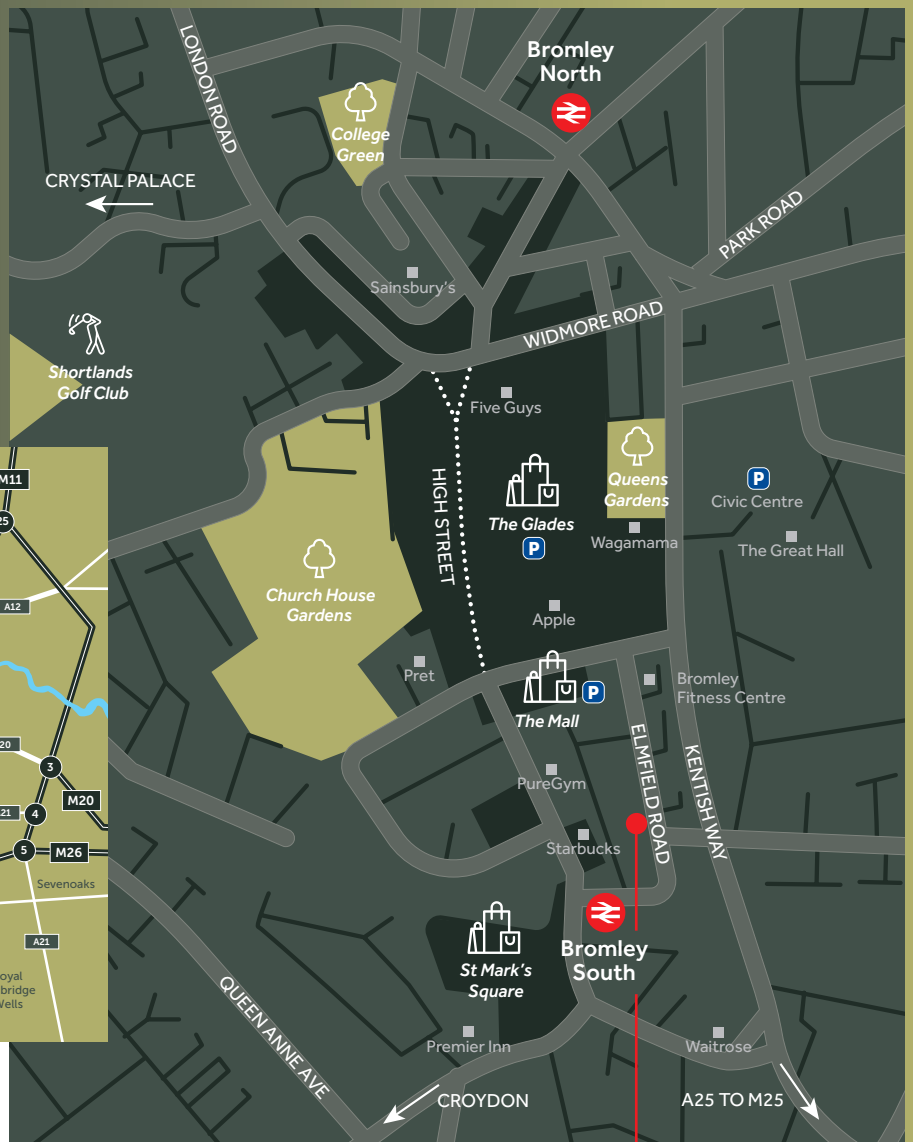 LONDON ROAD
Bromley
North
College
Green
CRYSTAL PALACE
PARK ROAD
Sainsbury's
WIDMORE ROAD
Shortlands
Golf Club
Five Guys
HIGH STREET
The Glades
P
Queens
Gardens
Wagamama
P
Civic Centre
The Great Hall
M11
25
A12
Church House
Gardens
Apple
Pret
The Mall
P
Bromley
Fitness Centre
ELMFIELD ROAD
KENTISH WAY
20
3
M20
21
4
5
M26
Sevenoaks
A21
oyal
bridge
Wells
PureGym
Starbucks
Bromley
South
St Mark's
Square
QUEEN ANNE AVE
Premier Inn
Waitrose
CROYDON
A25 TO M25